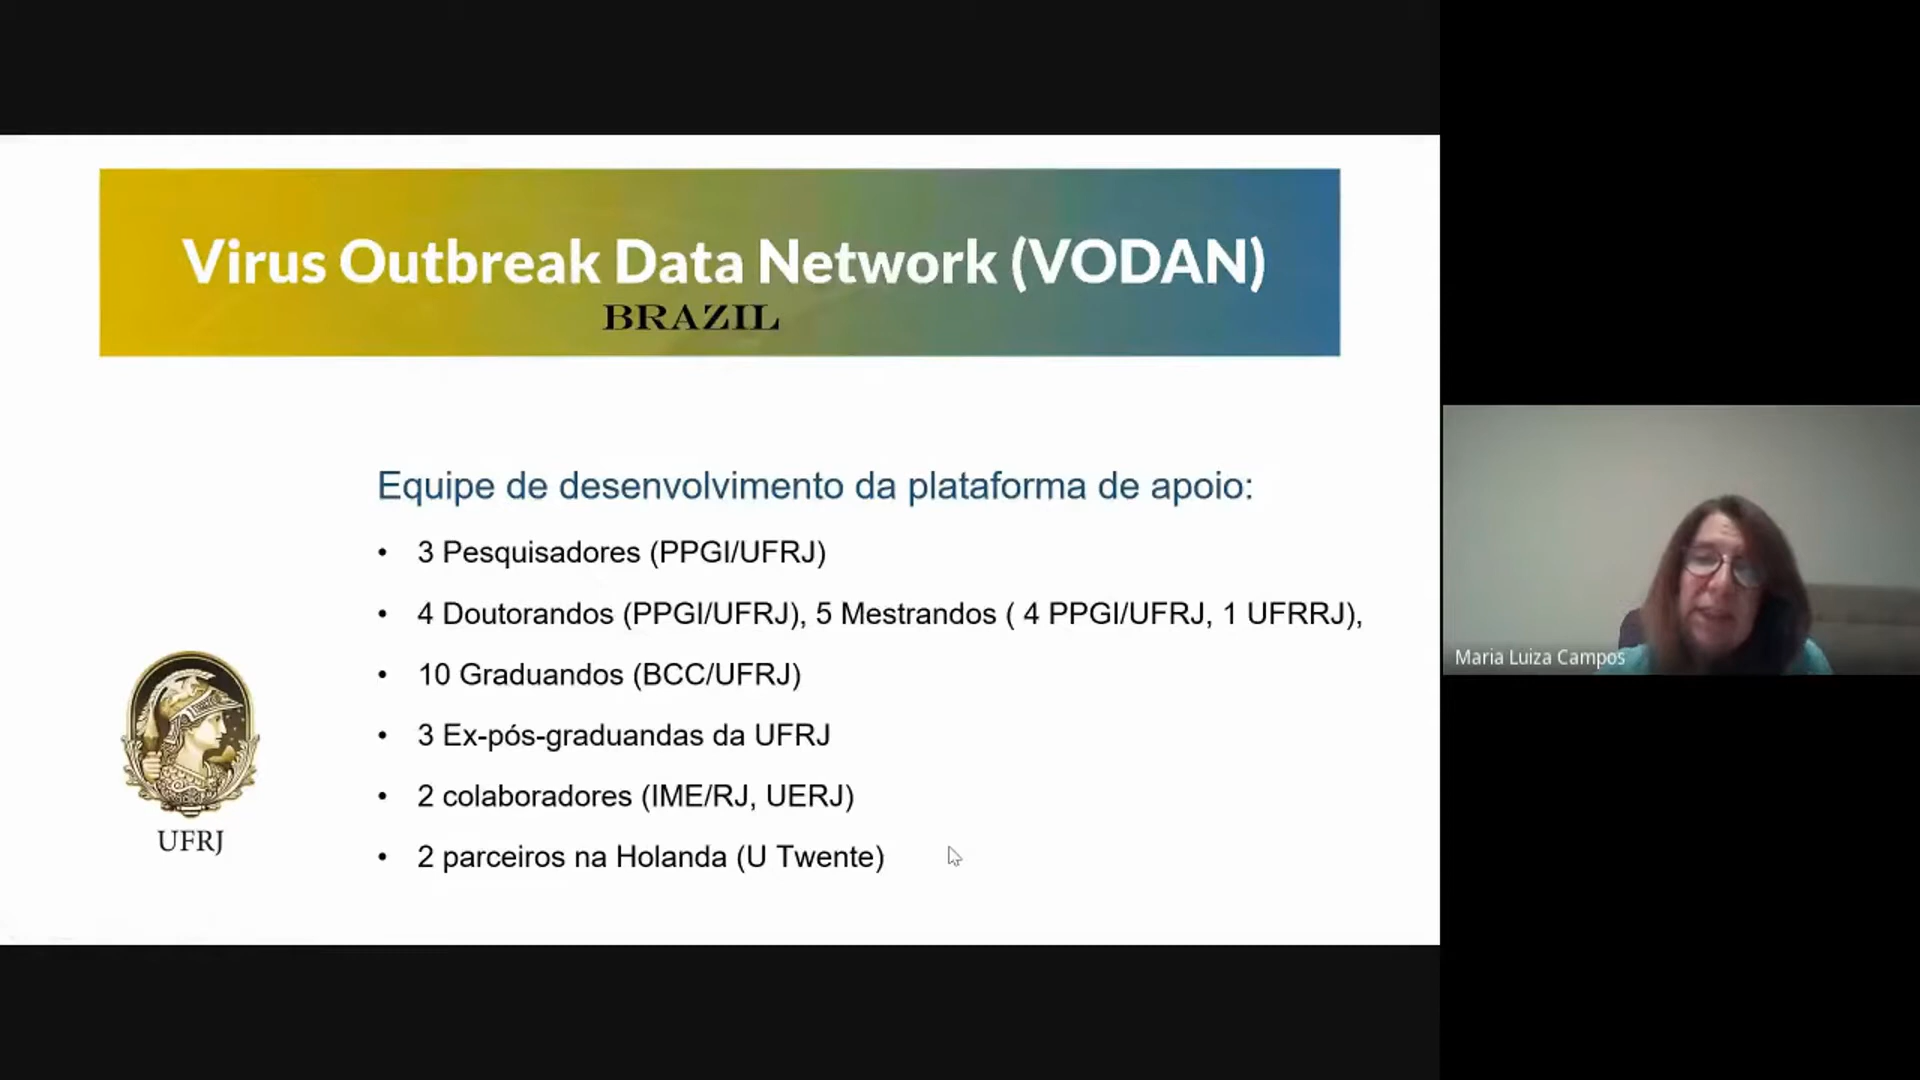 Virus Outbreak Data Network (VODAN)
BRAZIL
Equipe de desenvolvimento da plataforma de apoio:
• 3 Pesquisadores (PPGI/UFRJ)
• 4 Doutorandos (PPGI/UFRJ), 5 Mestrandos ( 4 PPGI/UFRJ, 1 UFRRJ),
• 10 Graduandos (BCC/UFRJ)
• 3 Ex-pós-graduandas da UFRJ
• 2 colaboradores (IME/RJ, UERJ)
• 2 parceiros na Holanda (U Twente)
UFRJ
Maria Luiza Campos